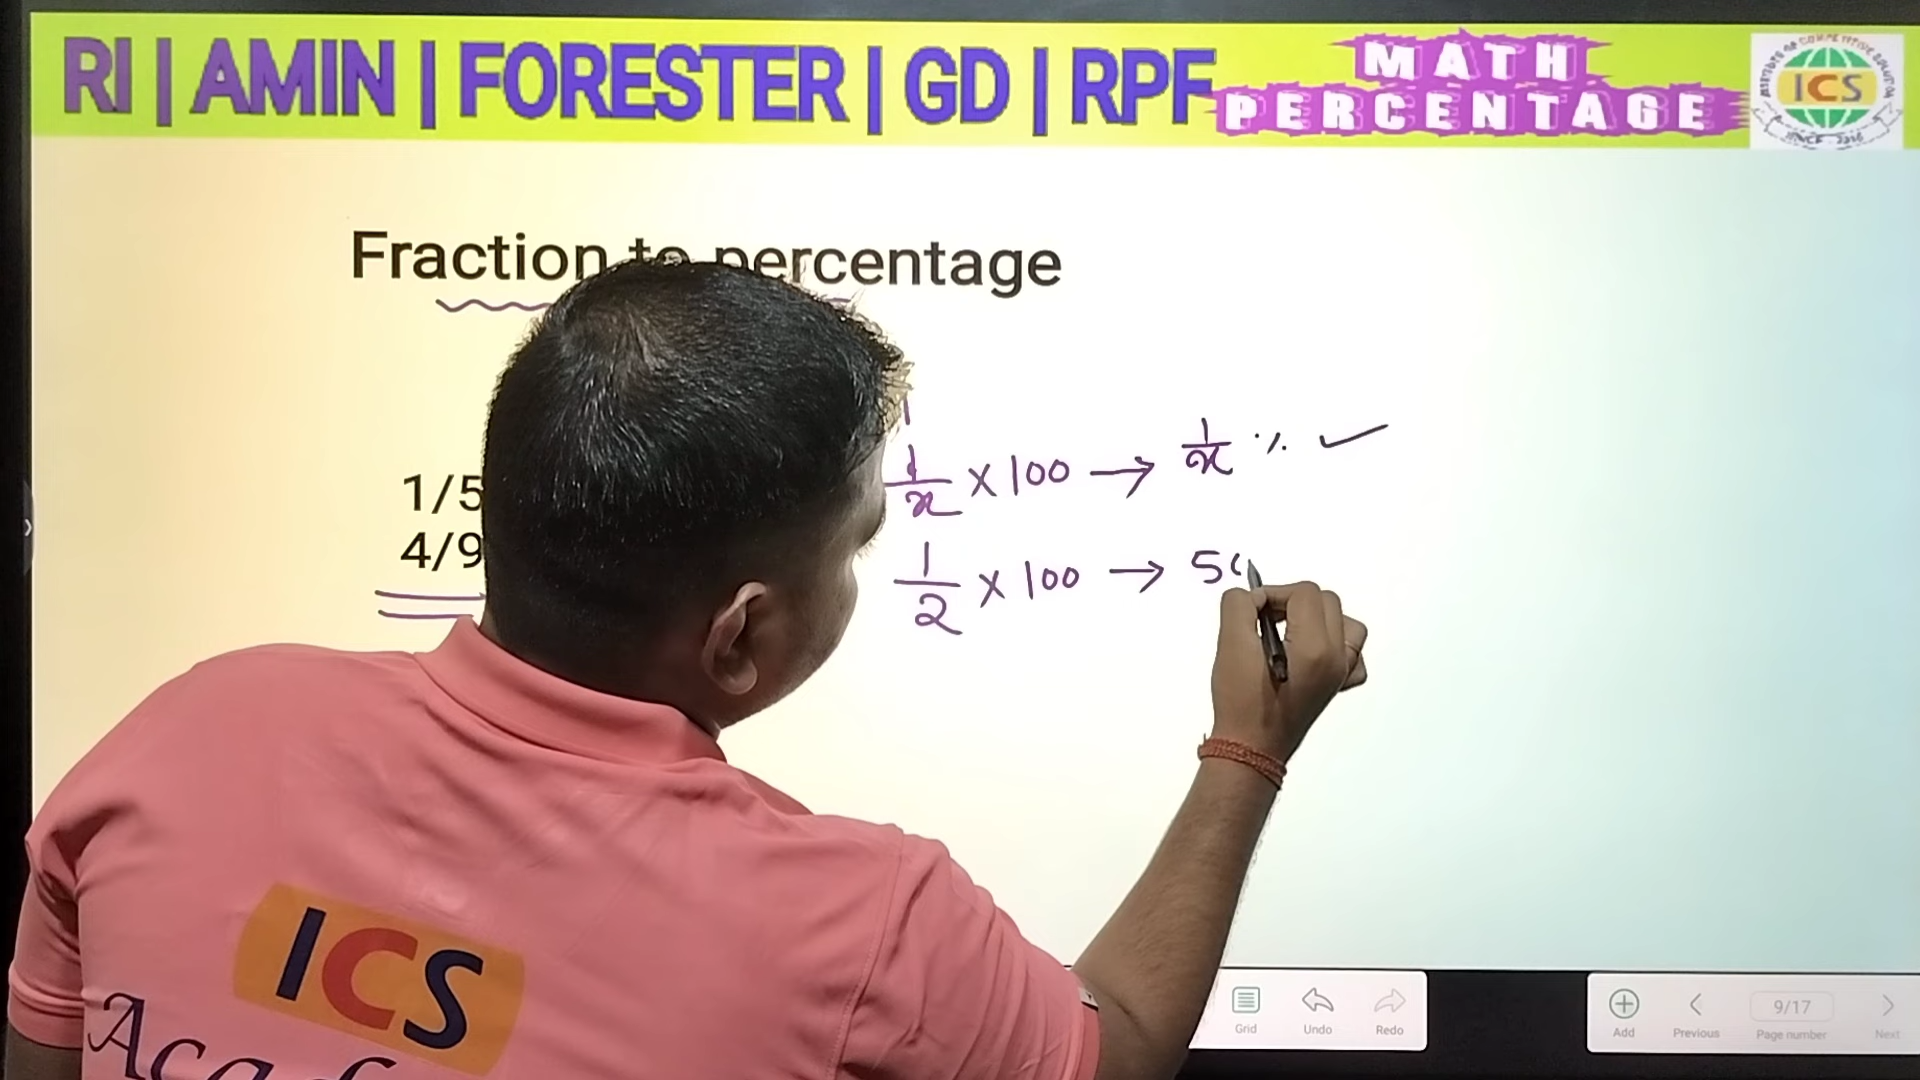 RI | AMIN | FORESTER | GD | RPF
MATH
PERCENTAGE
ICS
Fraction to percentage
1/5
4/9
1/x × 100 → 1/x % ✓
1/2 × 100 → 50
ICS
Grid
Undo
Redo
Add
Previous
9/17
Page number
Next